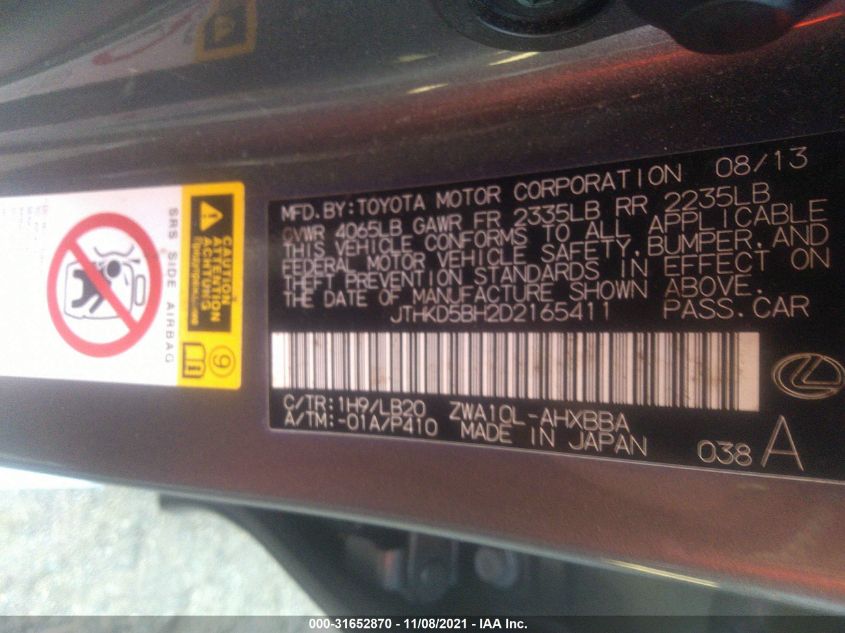 MFD. BY: TOYOTA MOTOR CORPORATION 08/13
GVWR 4065LB GAWR FR 2335LB RR 2235LB
THIS VEHICLE CONFORMS TO ALL APPLICABLE
FEDERAL MOTOR VEHICLE SAFETY, BUMPER, AND
THEFT PREVENTION STANDARDS IN EFFECT ON
THE DATE OF MANUFACTURE SHOWN ABOVE.
JTHKD5BH2D2165411 PASS. CAR
C/TR: 1H9/LB20 ZWA10L-AHXBBA
A/TM: -01A/P410 MADE IN JAPAN
038 A
SRS SIDE AIRBAG
CAUTION
ATTENTION
ACHTUNG
9
000-31652870 - 11/08/2021 - IAA Inc.